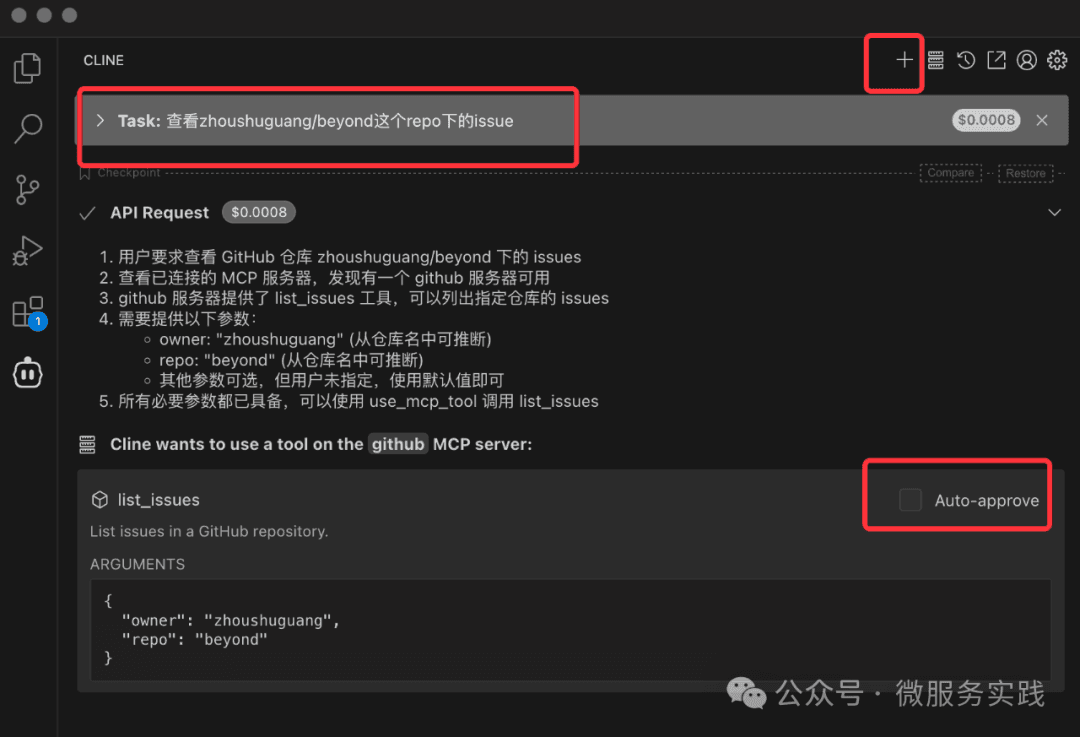 CLINE
Task: 查看zhoushuguang/beyond这个repo下的issue
$0.0008
Checkpoint
Compare
Restore
API Request
$0.0008
1. 用户要求查看 GitHub 仓库 zhoushuguang/beyond 下的 issues
2. 查看已连接的 MCP 服务器，发现有一个 github 服务器可用
3. github 服务器提供了 list_issues 工具，可以列出指定仓库的 issues
4. 需要提供以下参数：
owner: "zhoushuguang" (从仓库名中可推断)
repo: "beyond" (从仓库名中可推断)
其他参数可选，但用户未指定，使用默认值即可
5. 所有必要参数都已具备，可以使用 use_mcp_tool 调用 list_issues
1
Cline wants to use a tool on the github MCP server:
list_issues
Auto-approve
List issues in a GitHub repository.
ARGUMENTS
{
"owner": "zhoushuguang",
"repo": "beyond"
}
公众号 · 微服务实践